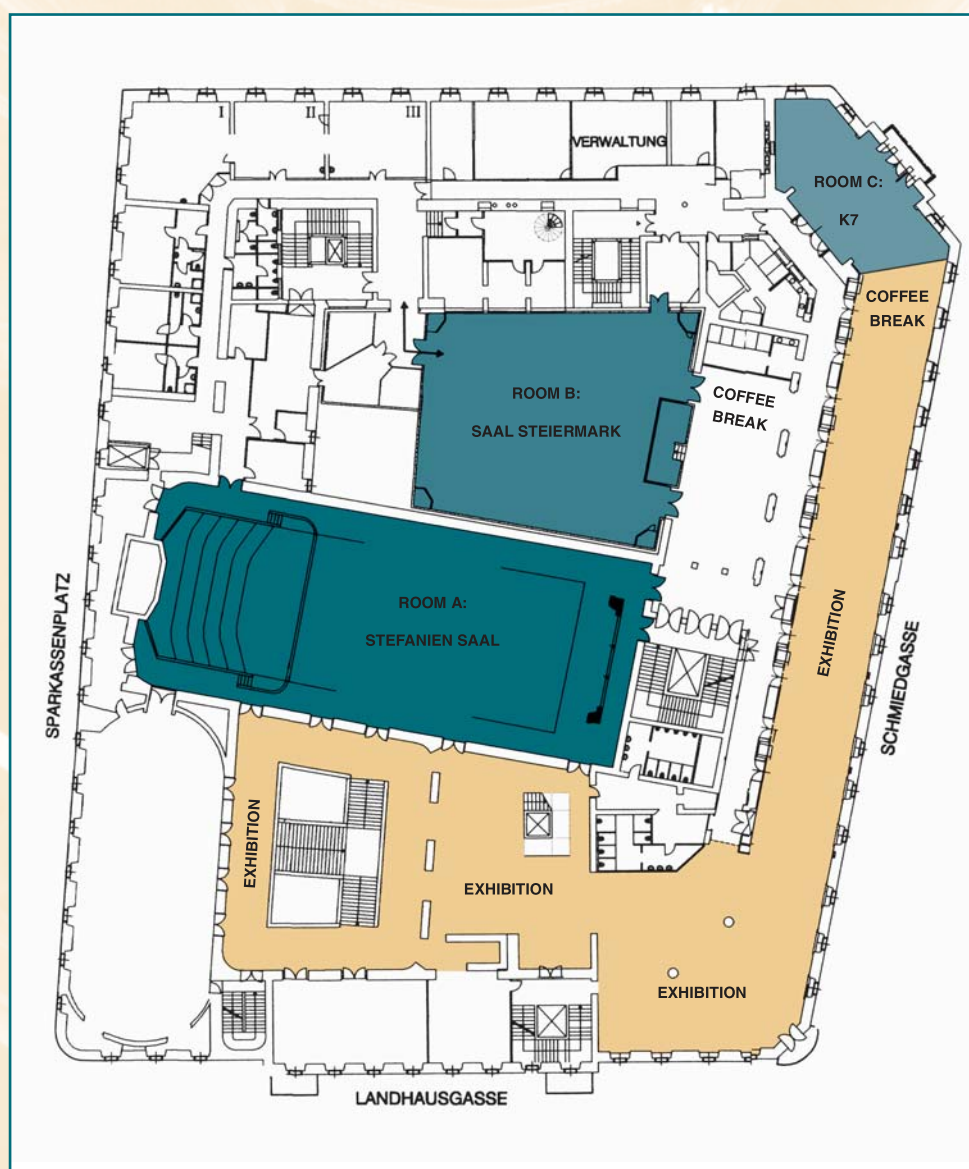 I
II
III
VERWALTUNG
ROOM C:
K7
COFFEE
BREAK
ROOM B:
SAAL STEIERMARK
COFFEE
BREAK
ROOM A:
STEFANIEN SAAL
SPARKASSENPLATZ
EXHIBITION
SCHMIEDGASSE
EXHIBITION
EXHIBITION
EXHIBITION
LANDHAUSGASSE